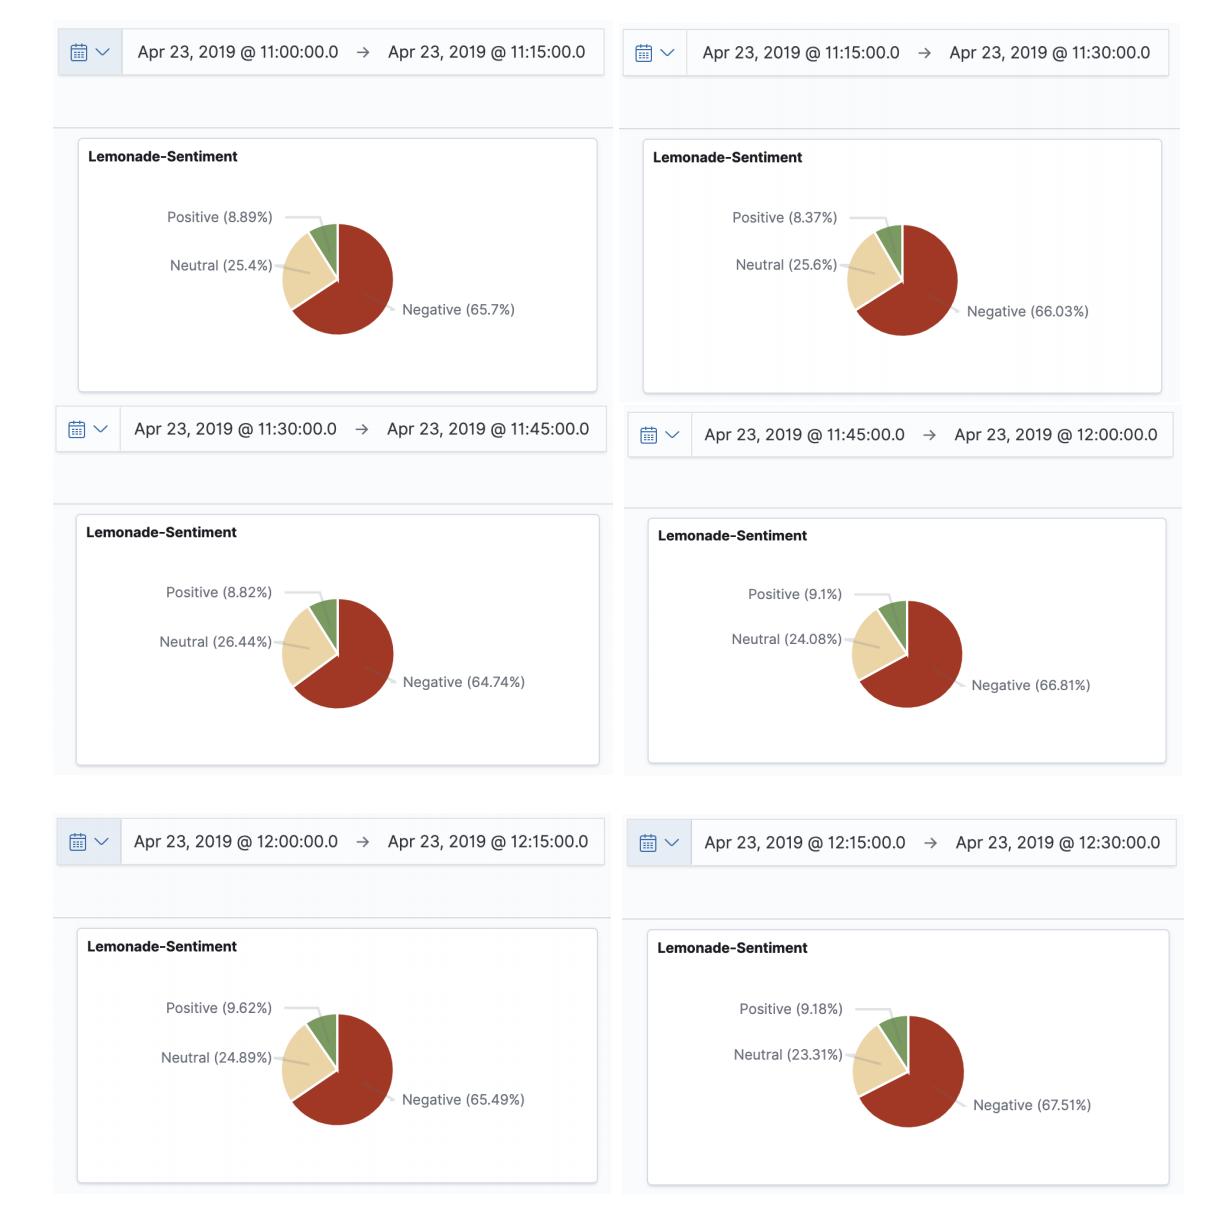 Apr 23, 2019 @ 11:00:00.0 → Apr 23, 2019 @ 11:15:00.0
Lemonade-Sentiment
Positive (8.89%)
Neutral (25.4%)
Negative (65.7%)
Apr 23, 2019 @ 11:15:00.0 → Apr 23, 2019 @ 11:30:00.0
Lemonade-Sentiment
Positive (8.37%)
Neutral (25.6%)
Negative (66.03%)
Apr 23, 2019 @ 11:30:00.0 → Apr 23, 2019 @ 11:45:00.0
Lemonade-Sentiment
Positive (8.82%)
Neutral (26.44%)
Negative (64.74%)
Apr 23, 2019 @ 11:45:00.0 → Apr 23, 2019 @ 12:00:00.0
Lemonade-Sentiment
Positive (9.1%)
Neutral (24.08%)
Negative (66.81%)
Apr 23, 2019 @ 12:00:00.0 → Apr 23, 2019 @ 12:15:00.0
Lemonade-Sentiment
Positive (9.62%)
Neutral (24.89%)
Negative (65.49%)
Apr 23, 2019 @ 12:15:00.0 → Apr 23, 2019 @ 12:30:00.0
Lemonade-Sentiment
Positive (9.18%)
Neutral (23.31%)
Negative (67.51%)